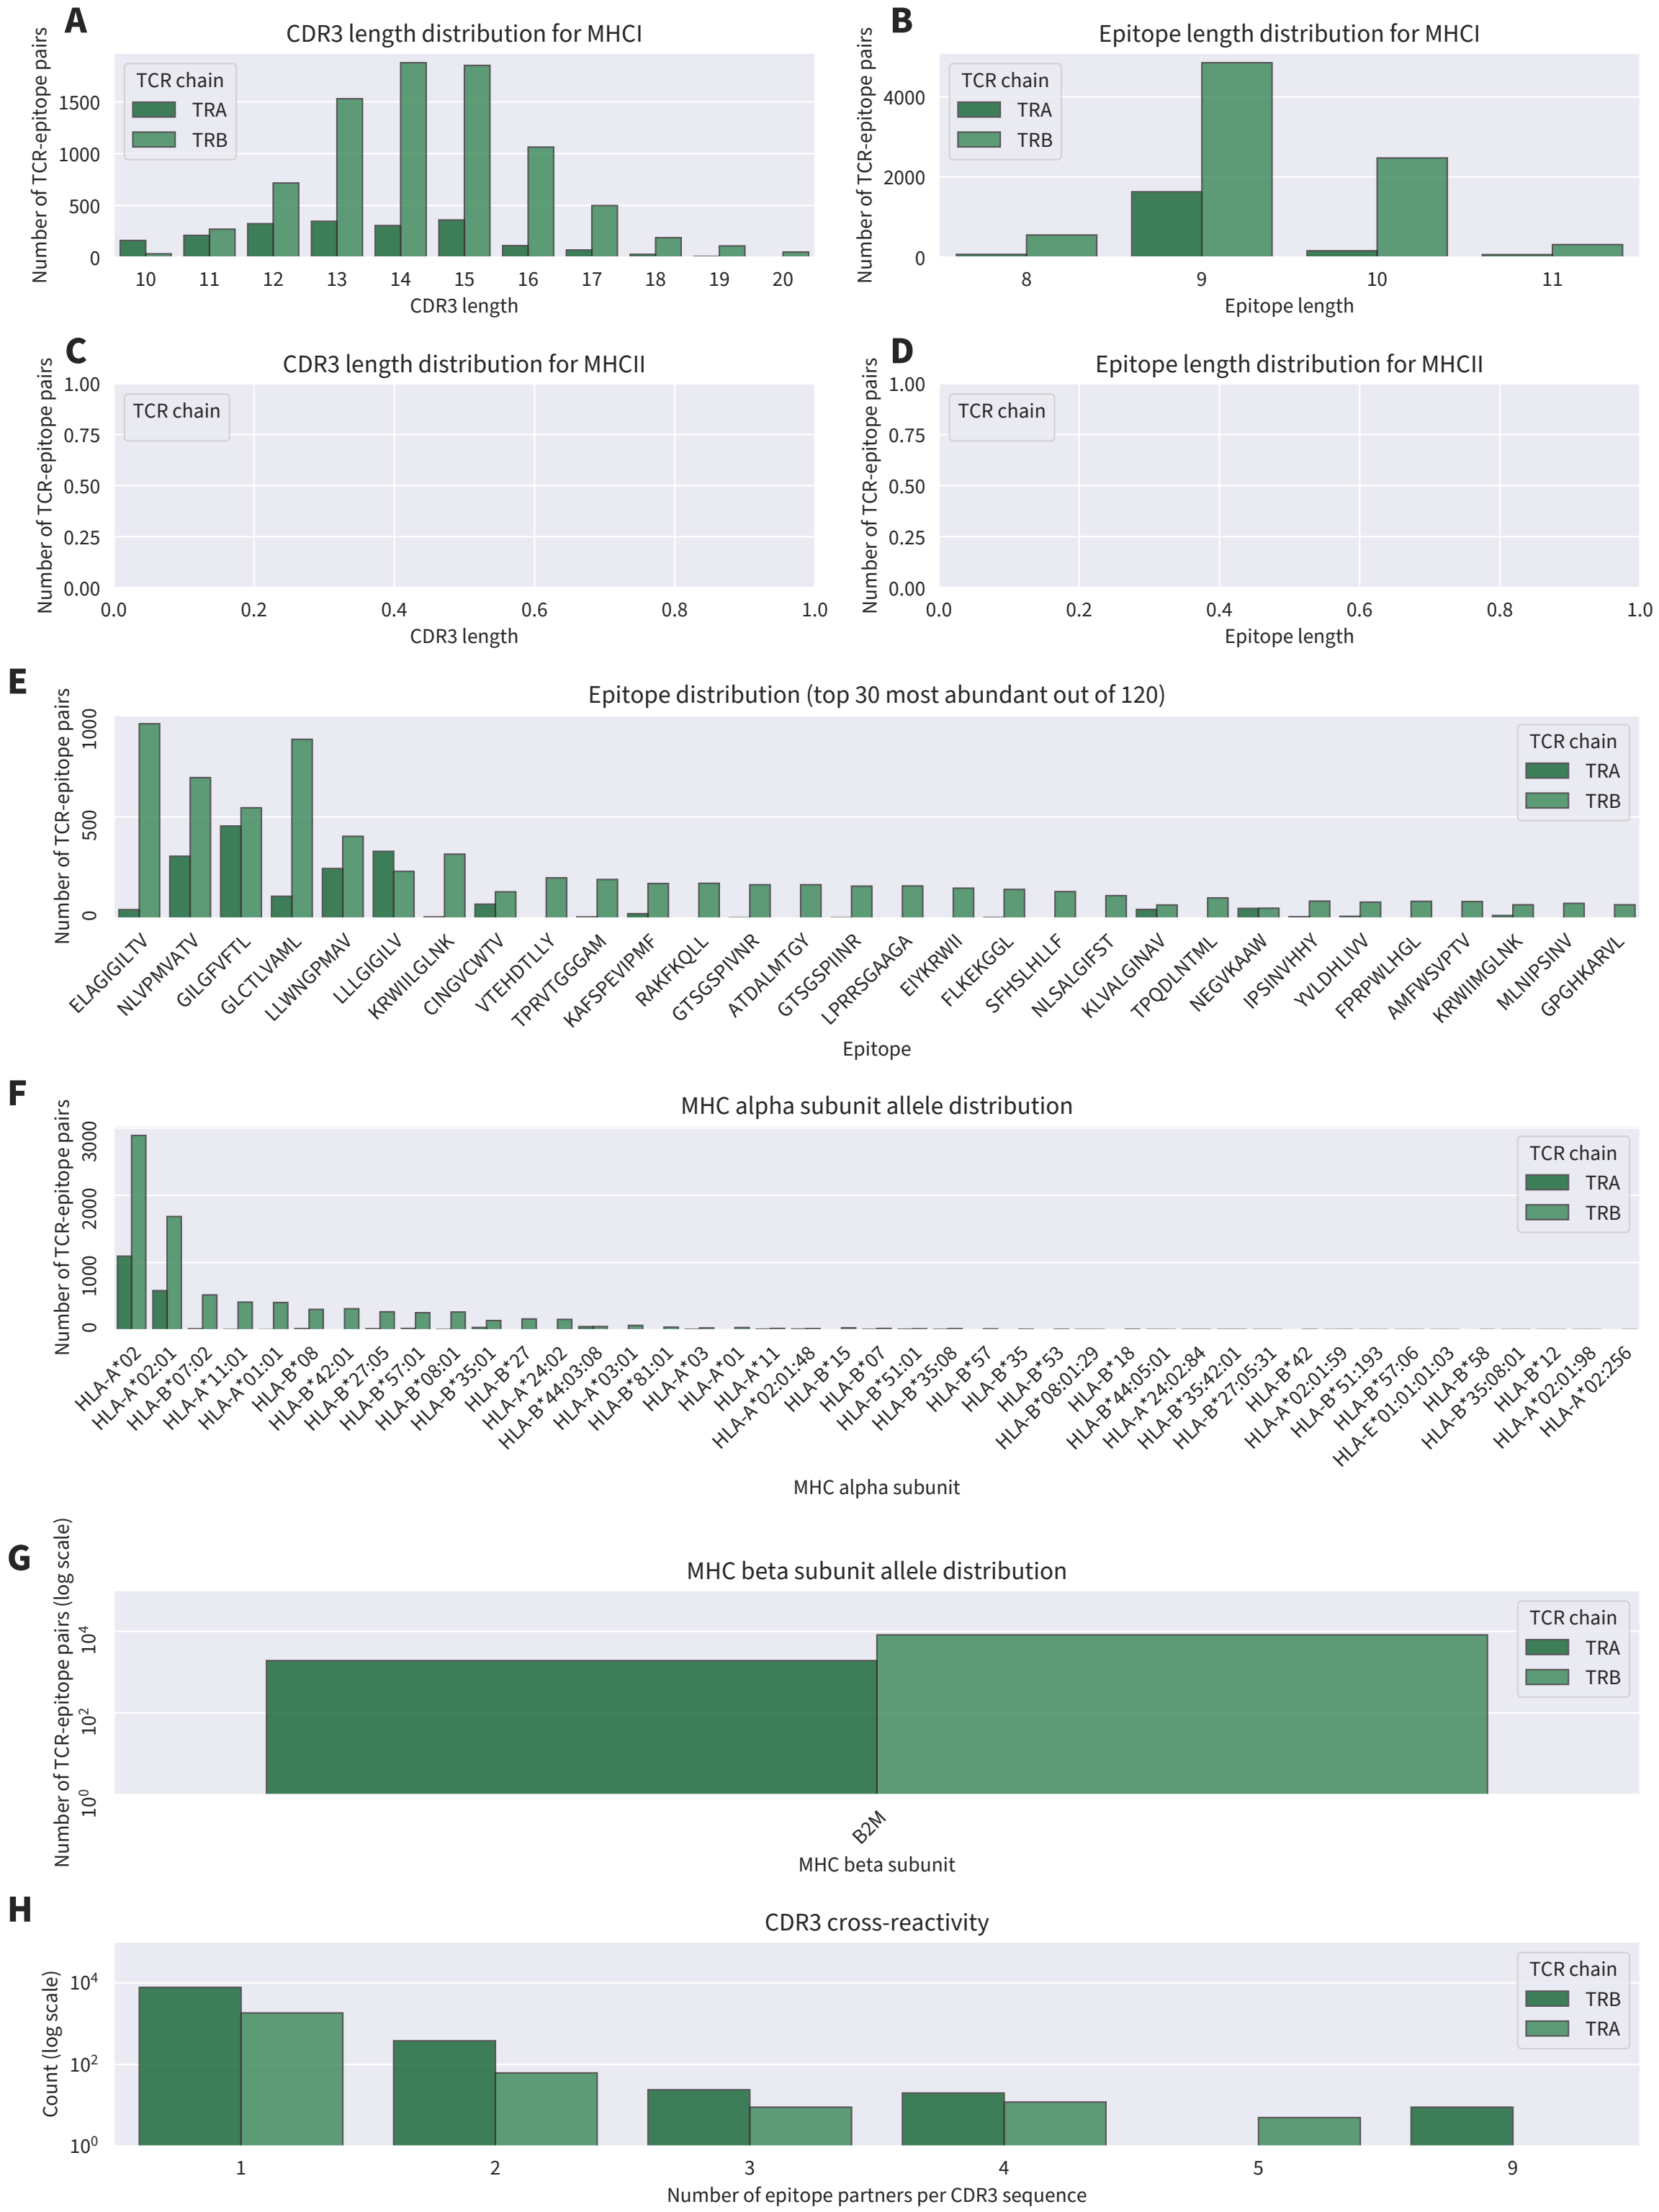 A
CDR3 length distribution for MHCI
Number of TCR-epitope pairs
1500
1000
500
0
TCR chain
TRA
TRB
10 11 12 13 14 15 16 17 18 19 20
CDR3 length
B
Epitope length distribution for MHCI
Number of TCR-epitope pairs
4000
2000
0
TCR chain
TRA
TRB
8 9 10 11
Epitope length
C
CDR3 length distribution for MHCII
Number of TCR-epitope pairs
1.00
0.75
0.50
0.25
0.00
TCR chain
0.0 0.2 0.4 0.6 0.8 1.0
CDR3 length
D
Epitope length distribution for MHCII
Number of TCR-epitope pairs
1.00
0.75
0.50
0.25
0.00
TCR chain
0.0 0.2 0.4 0.6 0.8 1.0
Epitope length
E
Epitope distribution (top 30 most abundant out of 120)
Number of TCR-epitope pairs
1000
500
0
TCR chain
TRA
TRB
ELAGIGILTV
NLVPMVATV
GILGFVFTL
GLCTLVAML
LLWNGPMAV
LLLGIGILV
KRWIILGLNK
CINGVCWTV
VTEHDTLLY
TPRVTGGGAM
KAFSPEVIPMF
RAKFKQLL
GTSGSPIVNR
ATDALMTGY
GTSGSPIINR
LPRRSGAAGA
EIYKRWII
FLKEKGGL
SFHSLHLLF
NLSALGIFST
KLVALGINAV
TPQDLNTML
NEGVKAAW
IPSINVHHY
YVLDHLIVV
FPRPWLHGL
AMFWSVPTV
KRWIIMGLNK
MLNIPSINV
GPGHKARVL
Epitope
F
MHC alpha subunit allele distribution
Number of TCR-epitope pairs
3000
2000
1000
0
TCR chain
TRA
TRB
HLA-A*02
HLA-A*02:01
HLA-B*07:02
HLA-A*11:01
HLA-A*01:01
HLA-B*08
HLA-B*42:01
HLA-B*27:05
HLA-B*57:01
HLA-B*08:01
HLA-B*35:01
HLA-B*27
HLA-A*24:02
HLA-B*44:03:08
HLA-A*03:01
HLA-B*81:01
HLA-A*03
HLA-A*01
HLA-A*11
HLA-A*02:01:48
HLA-B*15
HLA-B*07
HLA-B*51:01
HLA-B*35:08
HLA-B*57
HLA-B*35
HLA-B*53
HLA-B*08:01:29
HLA-B*18
HLA-B*44:05:01
HLA-A*24:02:84
HLA-B*35:42:01
HLA-B*27:05:31
HLA-B*42
HLA-A*02:01:59
HLA-B*51:193
HLA-B*57:06
HLA-E*01:01:01:03
HLA-B*58
HLA-B*35:08:01
HLA-B*12
HLA-A*02:01:98
HLA-A*02:256
MHC alpha subunit
G
MHC beta subunit allele distribution
Number of TCR-epitope pairs (log scale)
10⁴
10²
10⁰
TCR chain
TRA
TRB
B2M
MHC beta subunit
H
CDR3 cross-reactivity
Count (log scale)
10⁴
10²
10⁰
TCR chain
TRB
TRA
1 2 3 4 5 9
Number of epitope partners per CDR3 sequence